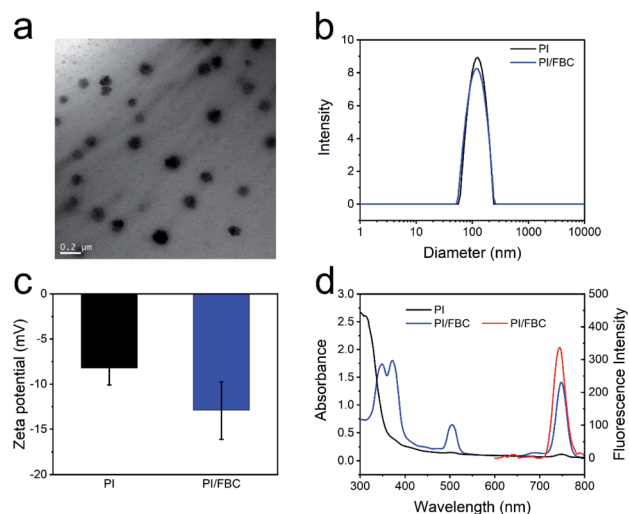 a
0.2 μm
b
Intensity
10
8
6
4
2
0
PI
PI/FBC
1 10 100 1000 10000
Diameter (nm)
c
Zeta potential (mV)
0
-5
-10
-15
-20
PI PI/FBC
d
Absorbance
3.0
2.5
2.0
1.5
1.0
0.5
0.0
PI
PI/FBC PI/FBC
500
400
300
200
100
0
Fluorescence Intensity
300 400 500 600 700 800
Wavelength (nm)